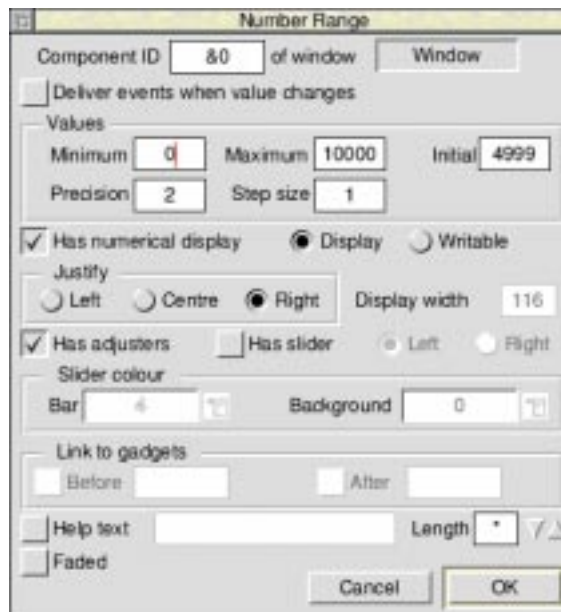 Number Range
Component ID &0 of window Window
Deliver events when value changes
Values
Minimum 0 Maximum 10000 Initial 4999
Precision 2 Step size 1
Has numerical display Display Writable
Justify
Left Centre Right Display width 116
Has adjusters Has slider Left Right
Slider colour
Bar 4 Background 0
Link to gadgets
Before After
Help text Length *
Faded
Cancel OK